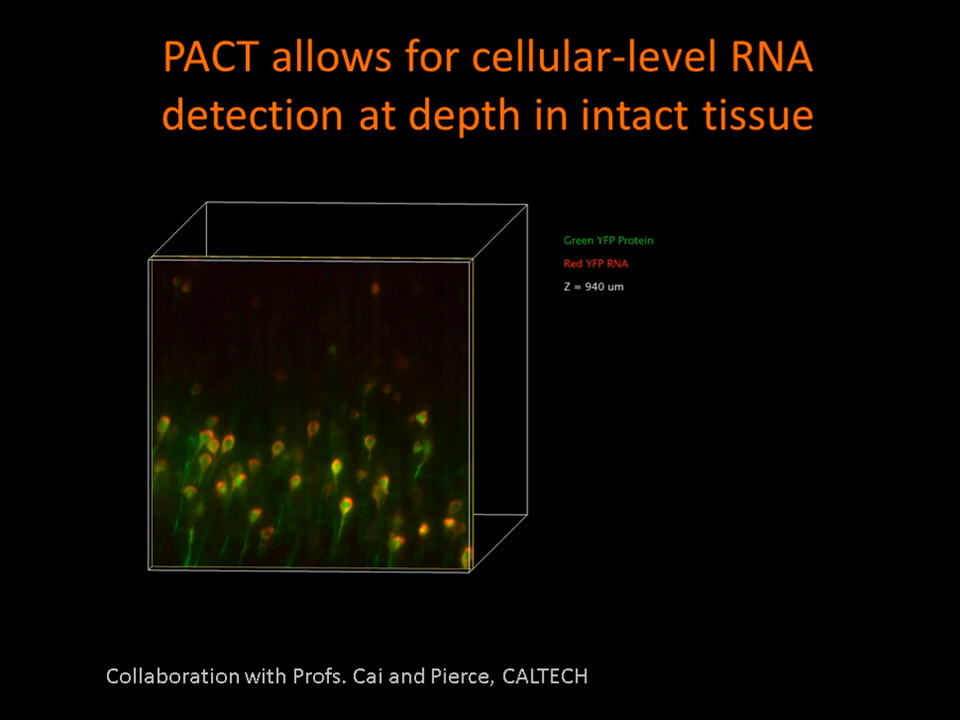 PACT allows for cellular-level RNA
detection at depth in intact tissue
Green YFP Protein
Red YFP RNA
Z = 940 um
Collaboration with Profs. Cai and Pierce, CALTECH